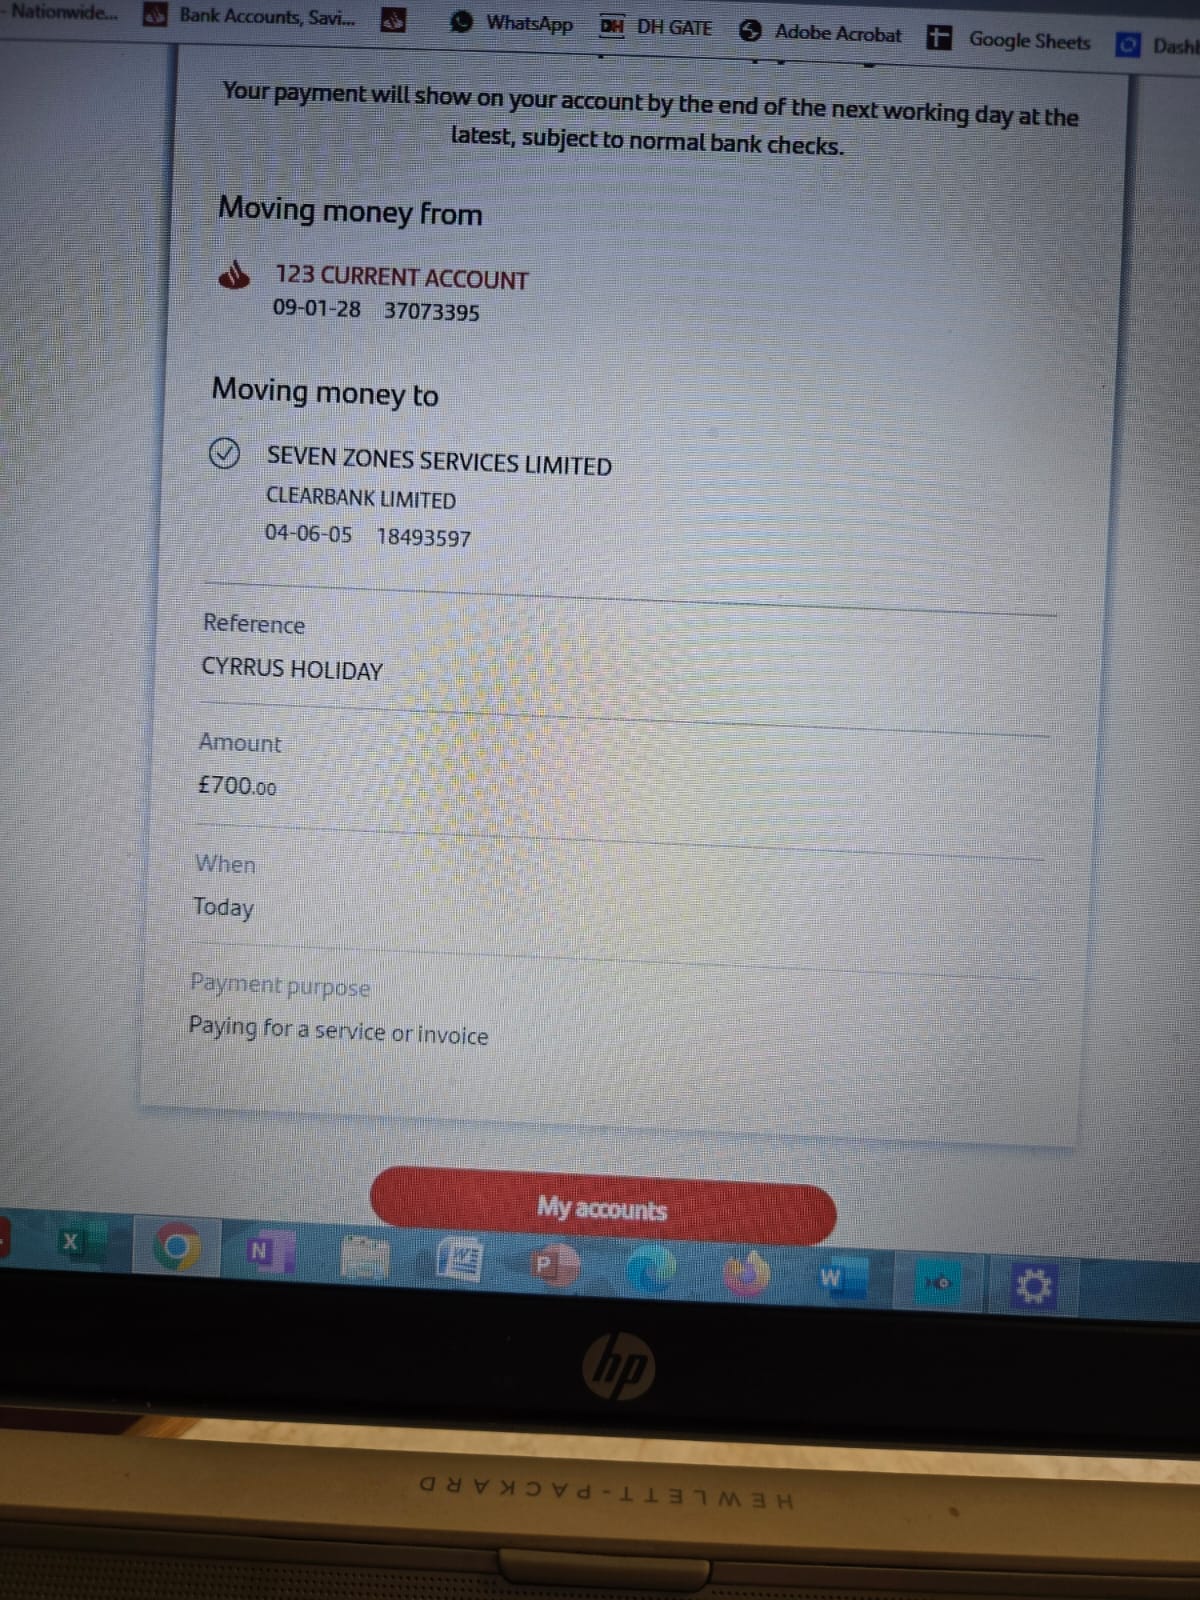 - Nationwide...
Bank Accounts, Savi...
WhatsApp
DH DH GATE
Adobe Acrobat
Google Sheets
Your payment will show on your account by the end of the next working day at the
latest, subject to normal bank checks.
Moving money from
123 CURRENT ACCOUNT
09-01-28 37073395
Moving money to
SEVEN ZONES SERVICES LIMITED
CLEARBANK LIMITED
04-06-05 18493597
Reference
CYRRUS HOLIDAY
Amount
£700.00
When
Today
Payment purpose
Paying for a service or invoice
My accounts
X
N
P
W
hp
HEWLETT-PACKARD